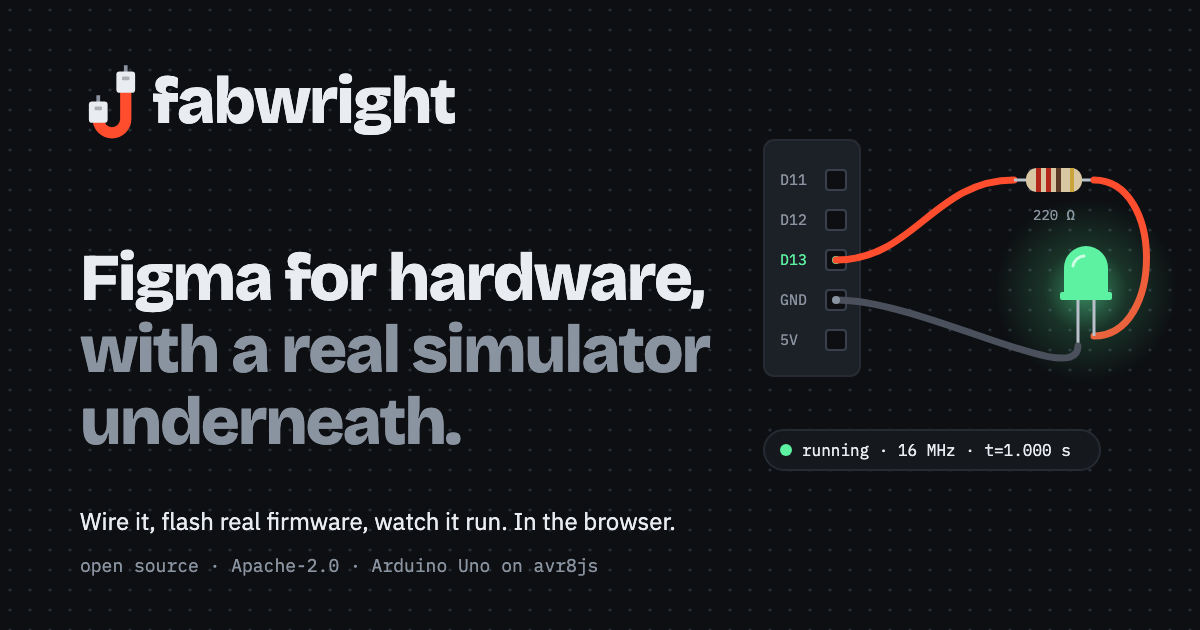 fabwright
Figma for hardware,
with a real simulator
underneath.
Wire it, flash real firmware, watch it run. In the browser.
open source · Apache-2.0 · Arduino Uno on avr8js
D11
D12
D13
GND
5V
220 Ω
running · 16 MHz · t=1.000 s